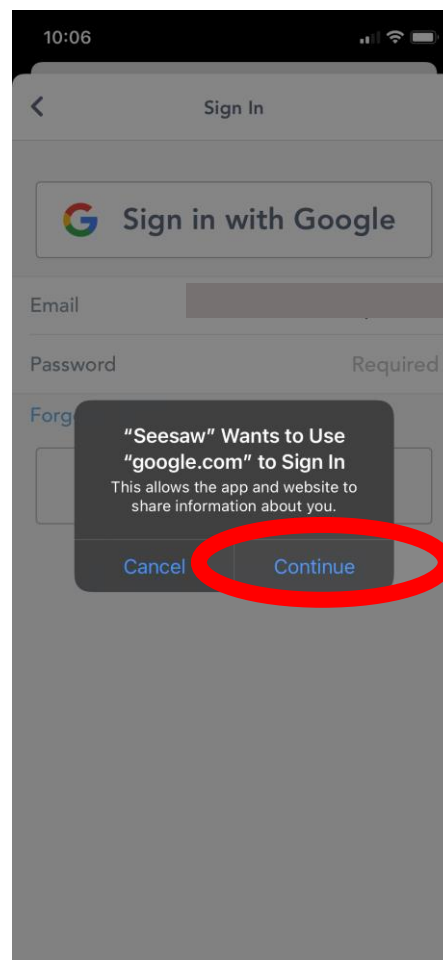 10:06
Sign In
Sign in with Google
Email
Password Required
"Seesaw" Wants to Use
"google.com" to Sign In
This allows the app and website to
share information about you.
Cancel Continue